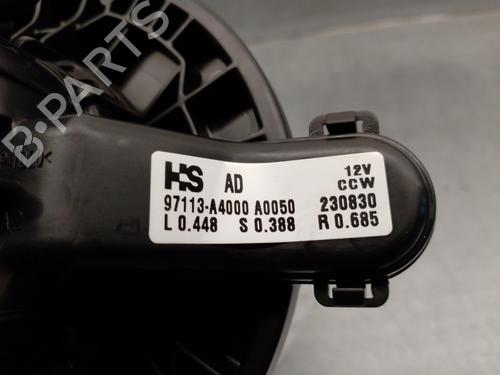 B-PARTS
HS AD 12V
CCW
97113-A4000 A0050 230830
L 0.448 S 0.388 R 0.685